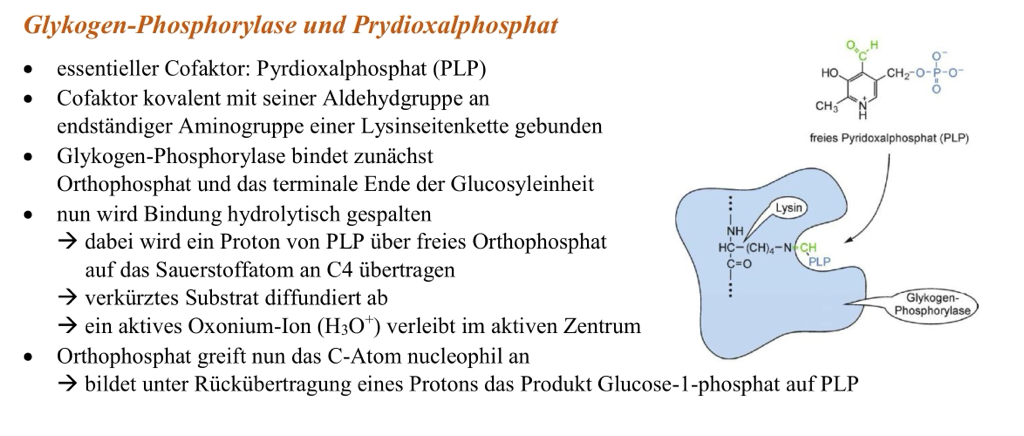 Glykogen-Phosphorylase und Prydioxalphosphat
• essentieller Cofaktor: Pyrdioxalphosphat (PLP)
• Cofaktor kovalent mit seiner Aldehydgruppe an
endständiger Aminogruppe einer Lysinseitenkette gebunden
• Glykogen-Phosphorylase bindet zunächst
Orthophosphat und das terminale Ende der Glucosyleinheit
• nun wird Bindung hydrolytisch gespalten
→ dabei wird ein Proton von PLP über freies Orthophosphat
auf das Sauerstoffatom an C4 übertragen
→ verkürztes Substrat diffundiert ab
→ ein aktives Oxonium-Ion (H₃O⁺) verleibt im aktiven Zentrum
• Orthophosphat greift nun das C-Atom nucleophil an
→ bildet unter Rückübertragung eines Protons das Produkt Glucose-1-phosphat auf PLP
O H
C
HO CH₂-O-P-O⁻
O⁻
O
CH₃ N⁺
H
freies Pyridoxalphosphat (PLP)
Lysin
NH
HC-(CH)₄-N=CH
C=O PLP
Glykogen-
Phosphorylase